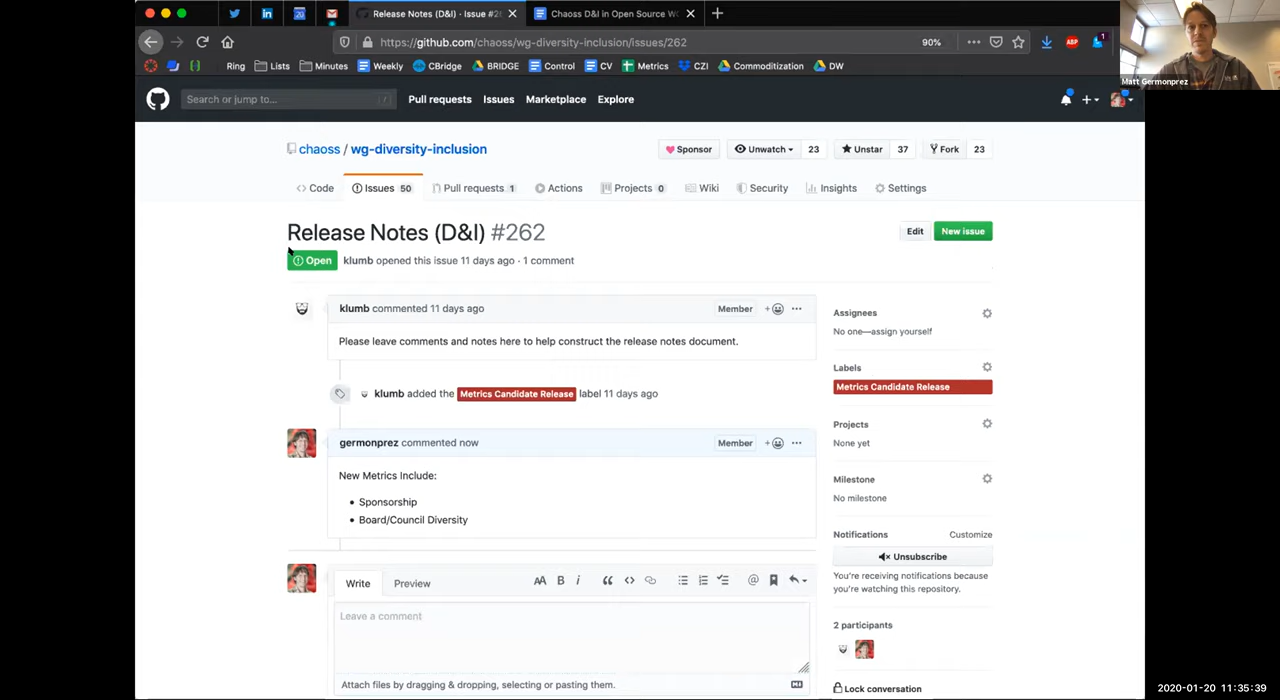 Release Notes (D&I) · Issue #2
Chaoss D&I in Open Source W
https://github.com/chaoss/wg-diversity-inclusion/issues/262
90%
ABP
1
Ring Lists Minutes Weekly CBridge BRIDGE Control CV Metrics CZI Commoditization DW
Matt Germonprez
Search or jump to... /
Pull requests Issues Marketplace Explore
chaoss / wg-diversity-inclusion
Sponsor Unwatch 23 Unstar 37 Fork 23
Code Issues 50 Pull requests 1 Actions Projects 0 Wiki Security Insights Settings
Release Notes (D&I) #262
Edit New issue
Open klumb opened this issue 11 days ago · 1 comment
klumb commented 11 days ago
Member
Please leave comments and notes here to help construct the release notes document.
klumb added the Metrics Candidate Release label 11 days ago
germonprez commented now
Member
New Metrics Include:
• Sponsorship
• Board/Council Diversity
Write Preview
AA B i
@
Leave a comment
Attach files by dragging & dropping, selecting or pasting them.
Assignees
No one—assign yourself
Labels
Metrics Candidate Release
Projects
None yet
Milestone
No milestone
Notifications Customize
Unsubscribe
You're receiving notifications because
you're watching this repository.
2 participants
Lock conversation
2020-01-20 11:35:39